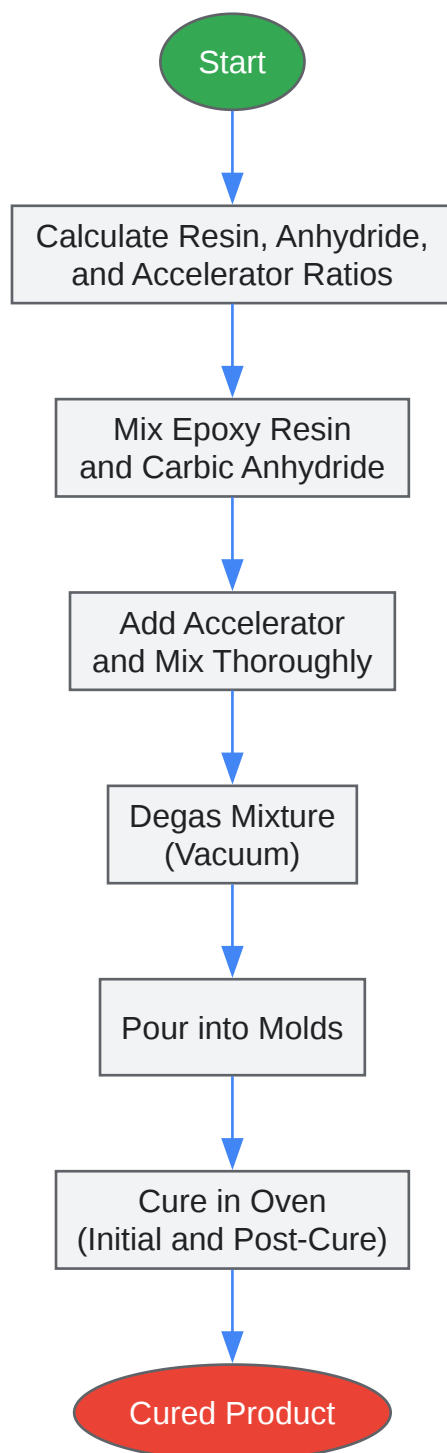 Start
Calculate Resin, Anhydride,
and Accelerator Ratios
Mix Epoxy Resin
and Carbic Anhydride
Add Accelerator
and Mix Thoroughly
Degas Mixture
(Vacuum)
Pour into Molds
Cure in Oven
(Initial and Post-Cure)
Cured Product